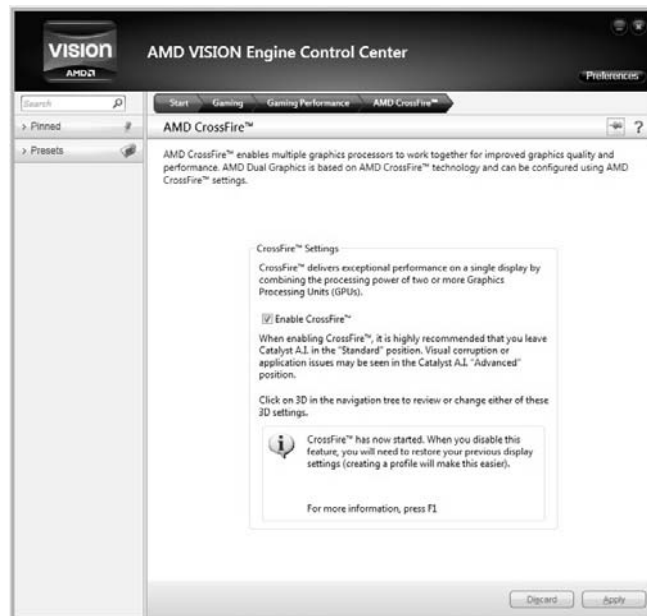 VISION
AMD
AMD VISION Engine Control Center
Preferences
Search
Start
Gaming
Gaming Performance
AMD CrossFire™
> Pinned
AMD CrossFire™
?
> Presets
AMD CrossFire™ enables multiple graphics processors to work together for improved graphics quality and
performance. AMD Dual Graphics is based on AMD CrossFire™ technology and can be configured using AMD
CrossFire™ settings.
CrossFire™ Settings
CrossFire™ delivers exceptional performance on a single display by
combining the processing power of two or more Graphics
Processing Units (GPUs).
Enable CrossFire™
When enabling CrossFire™, it is highly recommended that you leave
Catalyst A.I. in the "Standard" position. Visual corruption or
application issues may be seen in the Catalyst A.I. "Advanced"
position.
Click on 3D in the navigation tree to review or change either of these
3D settings.
CrossFire™ has now started. When you disable this
feature, you will need to restore your previous display
settings (creating a profile will make this easier).
For more information, press F1
Discard
Apply